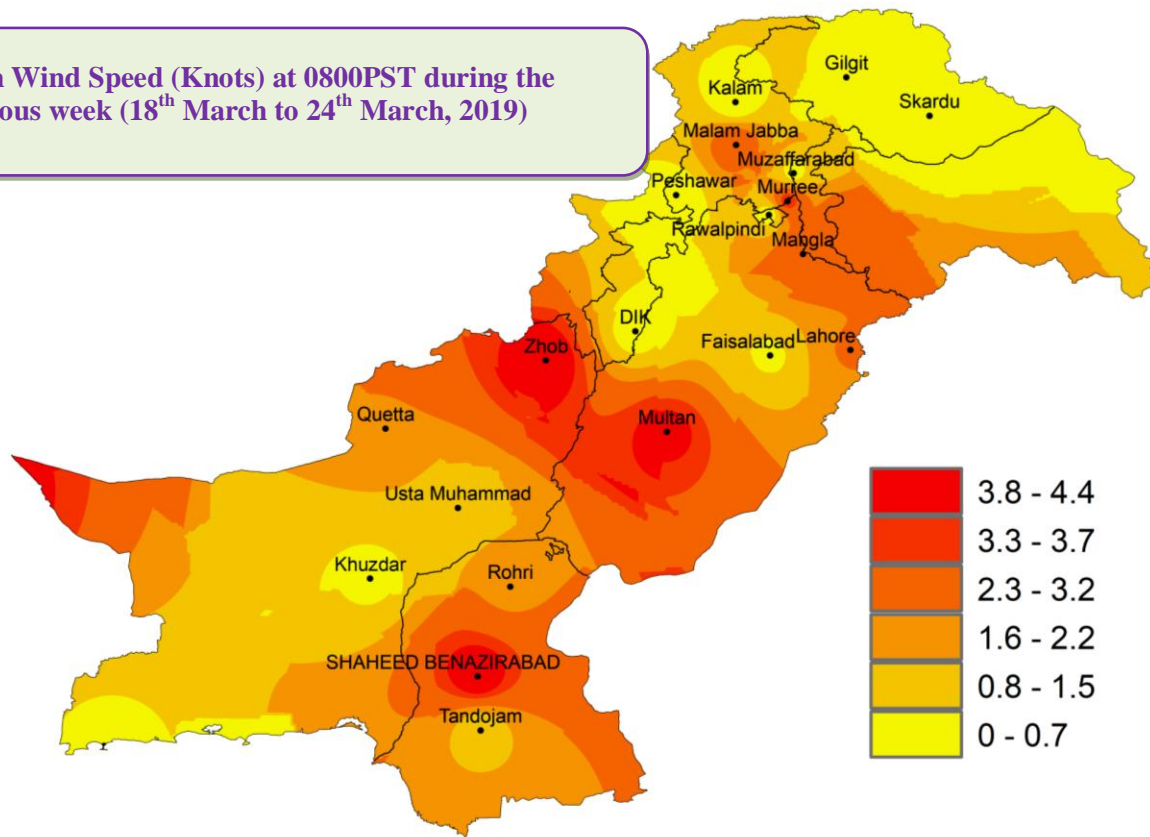 Wind Speed (Knots) at 0800PST during the
week (18th March to 24th March, 2019)
Gilgit
Kalam
Skardu
Malam Jabba
Muzaffarabad
Peshawar
Murree
Rawalpindi
Mangla
DIK
Faisalabad
Lahore
Zhob
Quetta
Multan
Usta Muhammad
Khuzdar
Rohri
SHAHEED BENAZIRABAD
Tandojam
3.8 - 4.4
3.3 - 3.7
2.3 - 3.2
1.6 - 2.2
0.8 - 1.5
0 - 0.7